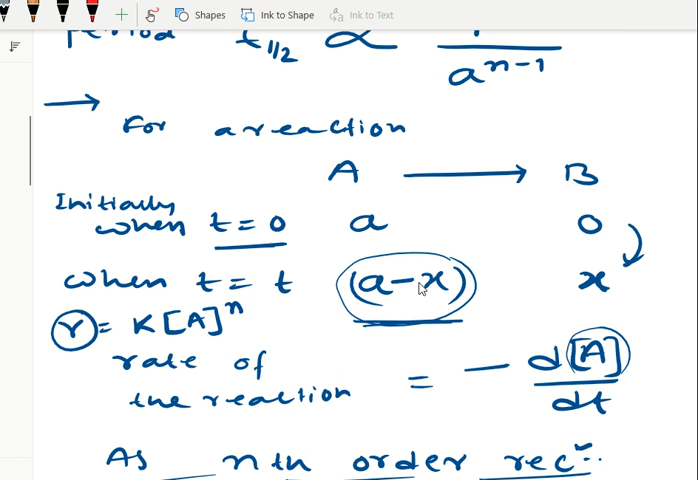 Shapes Ink to Shape Ink to Text
Period t1/2 ∝ 1/a^n-1
→ For a reaction
A → B
Initially
when t = 0 a 0
when t = t (a-x) x
r = K[A]^n
rate of
the reaction = - d[A]/dt
As nth order recn.